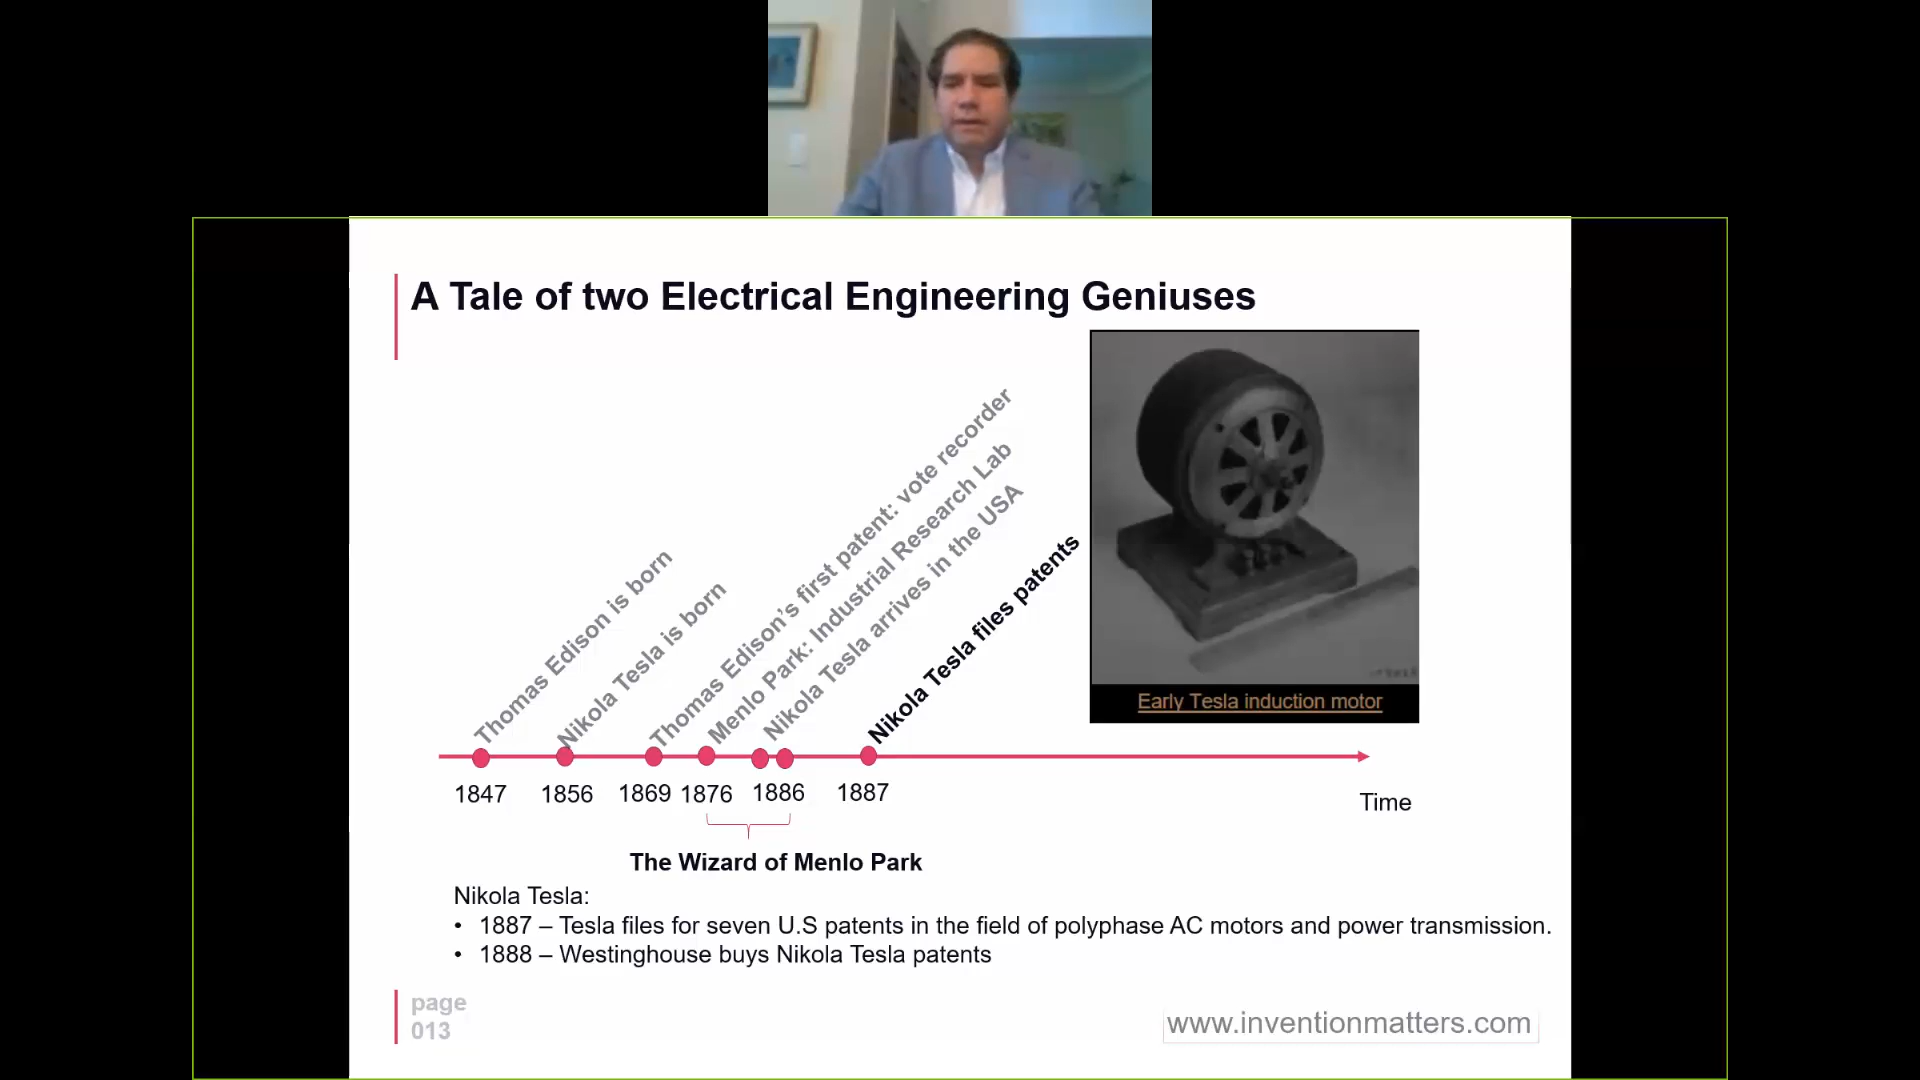 A Tale of two Electrical Engineering Geniuses
Thomas Edison is born
Nikola Tesla is born
Thomas Edison's first patent: vote recorder
Menlo Park: Industrial Research Lab
Nikola Tesla arrives in the USA
Nikola Tesla files patents
Early Tesla induction motor
1847
1856
1869
1876
1886
1887
Time
The Wizard of Menlo Park
Nikola Tesla:
• 1887 – Tesla files for seven U.S patents in the field of polyphase AC motors and power transmission.
• 1888 – Westinghouse buys Nikola Tesla patents
page
013
www.inventionmatters.com